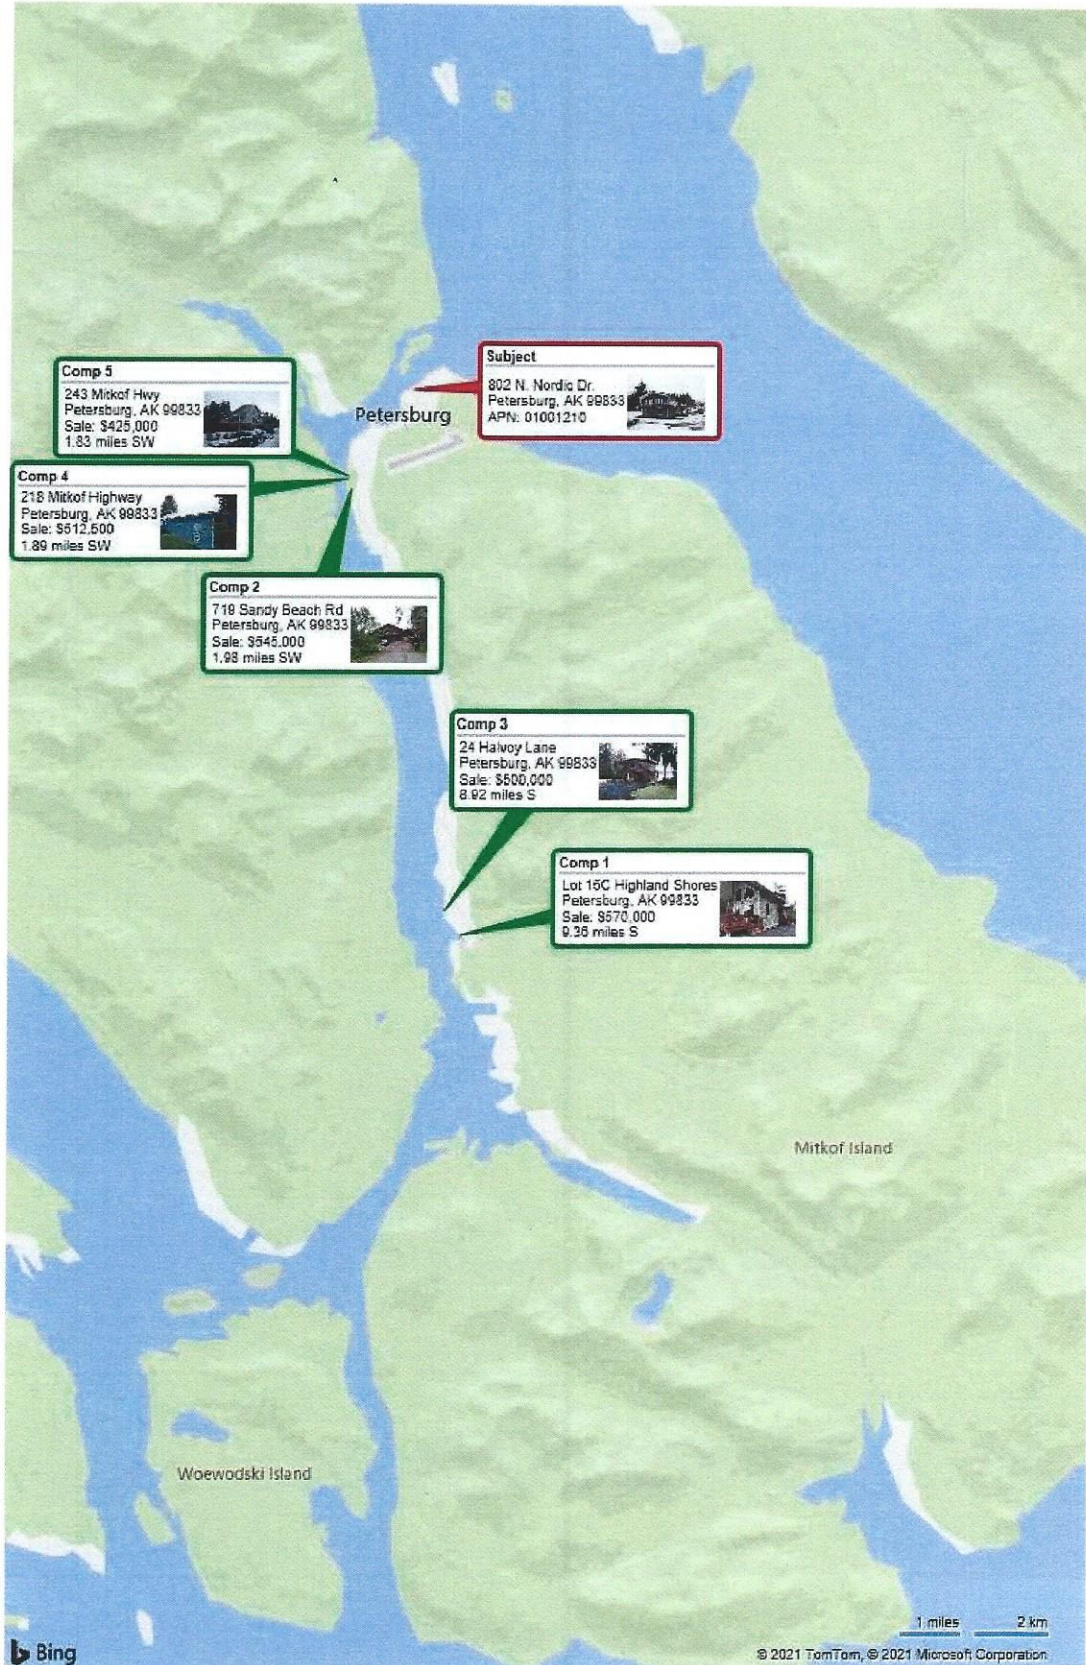 Subject
802 N. Nordic Dr.
Petersburg, AK 99833
APN: 01001210
Comp 5
243 Mitkof Hwy
Petersburg, AK 99833
Sale: $425,000
1.83 miles SW
Petersburg
Comp 4
218 Mitkof Highway
Petersburg, AK 99833
Sale: $512,500
1.89 miles SW
Comp 2
719 Sandy Beach Rd
Petersburg, AK 99833
Sale: $545,000
1.98 miles SW
Comp 3
24 Halvoy Lane
Petersburg, AK 99833
Sale: $500,000
8.92 miles S
Comp 1
Lot 15C Highland Shores
Petersburg, AK 99833
Sale: $570,000
9.36 miles S
Mitkof Island
Woewodski Island
1 miles 2 km
Bing
© 2021 TomTom, © 2021 Microsoft Corporation